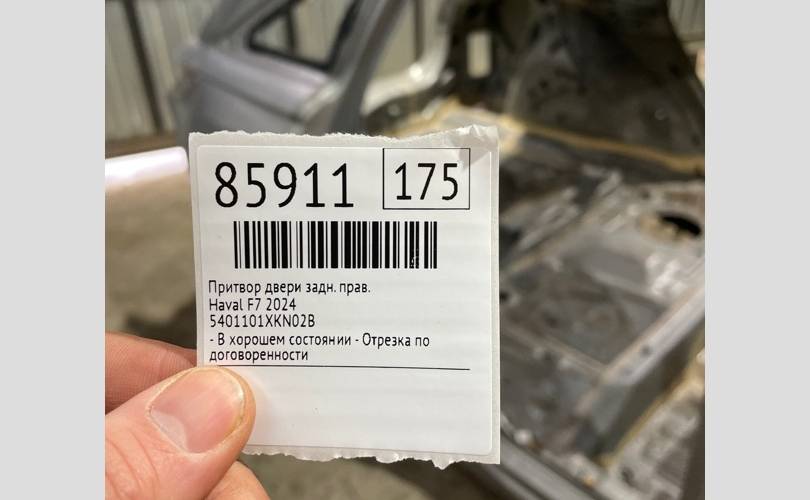 85911 175
Притвор двери задн. прав.
Haval F7 2024
5401101XKN02B
- В хорошем состоянии - Отрезка по
договоренности